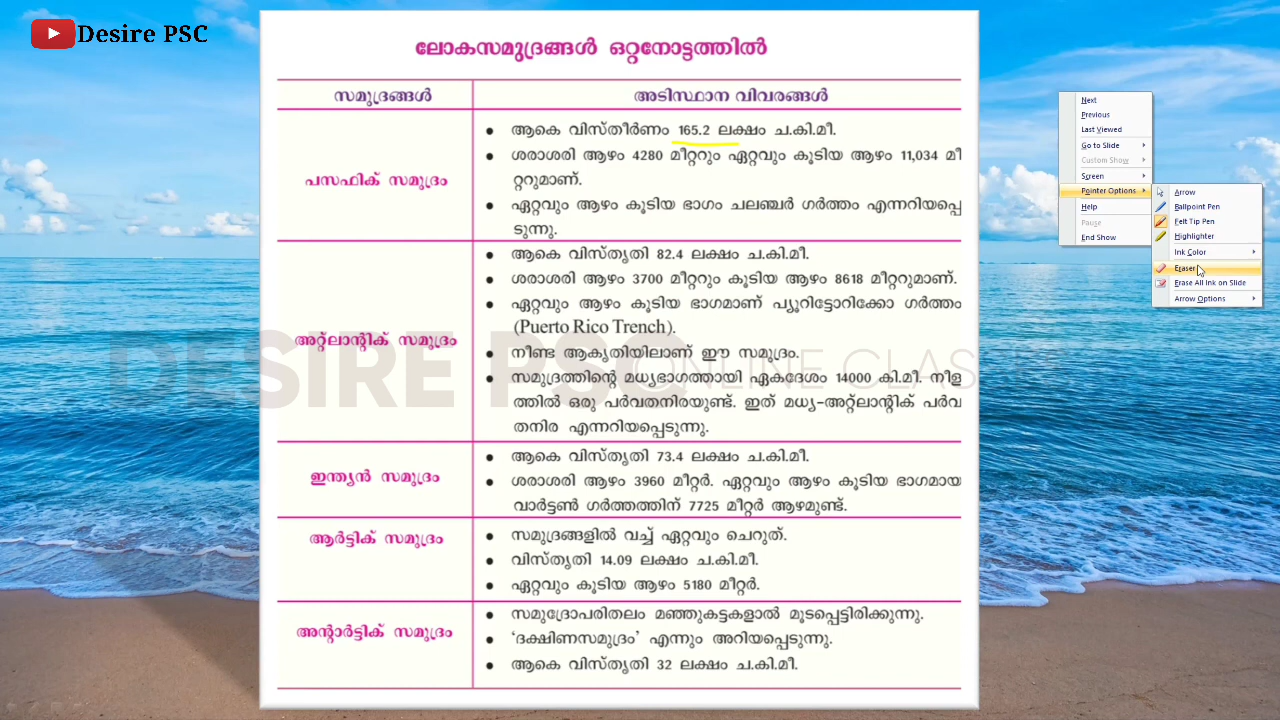 Desire PSC
ലോകസമുദ്രങ്ങൾ ഒറ്റനോട്ടത്തിൽ
സമുദ്രങ്ങൾ
അടിസ്ഥാന വിവരങ്ങൾ
പസഫിക് സമുദ്രം
• ആകെ വിസ്തീർണം 165.2 ലക്ഷം ച.കി.മീ.
• ശരാശരി ആഴം 4280 മീറ്ററും ഏറ്റവും കൂടിയ ആഴം 11,034 മീ
റ്ററുമാണ്.
• ഏറ്റവും ആഴം കൂടിയ ഭാഗം ചലഞ്ചർ ഗർത്തം എന്നറിയപ്പെ
ടുന്നു.
അറ്റ്ലാന്റിക് സമുദ്രം
• ആകെ വിസ്തൃതി 82.4 ലക്ഷം ച.കി.മീ.
• ശരാശരി ആഴം 3700 മീറ്ററും കൂടിയ ആഴം 8618 മീറ്ററുമാണ്.
• ഏറ്റവും ആഴം കൂടിയ ഭാഗമാണ് പ്യൂറിട്ടോറിക്കോ ഗർത്തം
(Puerto Rico Trench).
• നീണ്ട ആകൃതിയിലാണ് ഈ സമുദ്രം.
• സമുദ്രത്തിന്റെ മധ്യഭാഗത്തായി ഏകദേശം 14000 കി.മീ. നീള
ത്തിൽ ഒരു പർവതനിരയുണ്ട്. ഇത് മധ്യ-അറ്റ്ലാന്റിക് പർവ
തനിര എന്നറിയപ്പെടുന്നു.
ഇന്ത്യൻ സമുദ്രം
• ആകെ വിസ്തൃതി 73.4 ലക്ഷം ച.കി.മീ.
• ശരാശരി ആഴം 3960 മീറ്റർ. ഏറ്റവും ആഴം കൂടിയ ഭാഗമായ
വാർട്ടൺ ഗർത്തത്തിന് 7725 മീറ്റർ ആഴമുണ്ട്.
ആർട്ടിക് സമുദ്രം
• സമുദ്രങ്ങളിൽ വച്ച് ഏറ്റവും ചെറുത്.
• വിസ്തൃതി 14.09 ലക്ഷം ച.കി.മീ.
• ഏറ്റവും കൂടിയ ആഴം 5180 മീറ്റർ.
അന്റാർട്ടിക് സമുദ്രം
• സമുദ്രോപരിതലം മഞ്ഞുകട്ടകളാൽ മൂടപ്പെട്ടിരിക്കുന്നു.
• ‘ദക്ഷിണസമുദ്രം’ എന്നും അറിയപ്പെടുന്നു.
• ആകെ വിസ്തൃതി 32 ലക്ഷം ച.കി.മീ.
DESIRE PSC ONLINE CLAS
Next
Previous
Last Viewed
Go to Slide
Custom Show
Screen
Pointer Options
Help
Pause
End Show
Arrow
Ballpoint Pen
Felt Tip Pen
Highlighter
Ink Color
Eraser
Erase All Ink on Slide
Arrow Options